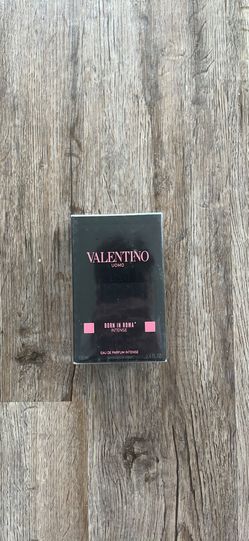 VALENTINO
UOMO
BORN IN ROMA
INTENSE
EAU DE PARFUM INTENSE